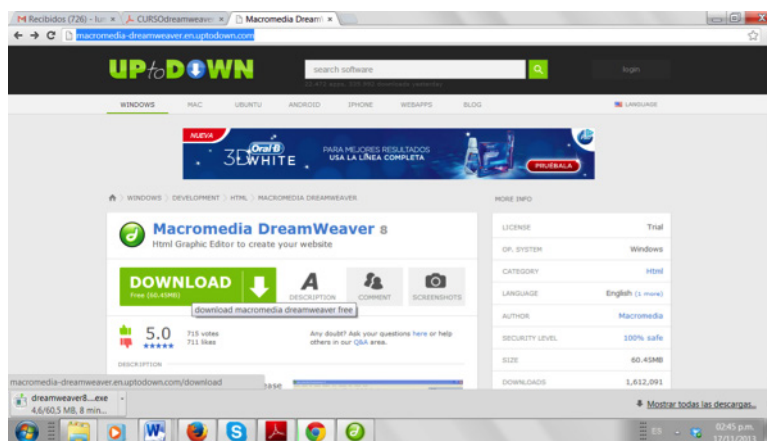 Recibidos (726) - lun
CURSOdreamweaver
Macromedia Dream
macromedia-dreamweaver.en.uptodown.com
UPtoDOWN
search software
login
WINDOWS MAC UBUNTU ANDROID IPHONE WEBAPPS BLOG LANGUAGE
NUEVA
Oral-B
3D WHITE
PARA MEJORES RESULTADOS
USA LA LÍNEA COMPLETA
PRUÉBALA
WINDOWS > DEVELOPMENT > HTML > MACROMEDIA DREAMWEAVER
Macromedia DreamWeaver 8
Html Graphic Editor to create your website
DOWNLOAD
Free (60.45MB)
DESCRIPTION
COMMENT
SCREENSHOTS
download macromedia dreamweaver free
5.0
715 votes
711 likes
Any doubt? Ask your questions here or help
others in our Q&A area.
DESCRIPTION
MORE INFO
LICENSE Trial
OP. SYSTEM Windows
CATEGORY Html
LANGUAGE English (1 more)
AUTHOR Macromedia
SECURITY LEVEL 100% safe
SIZE 60.45MB
DOWNLOADS 1,612,091
macromedia-dreamweaver.en.uptodown.com/download
dreamweaver8....exe
4,6/60,5 MB, 8 min...
Mostrar todas las descargas...
ES
02:45 p.m.
17/11/2013